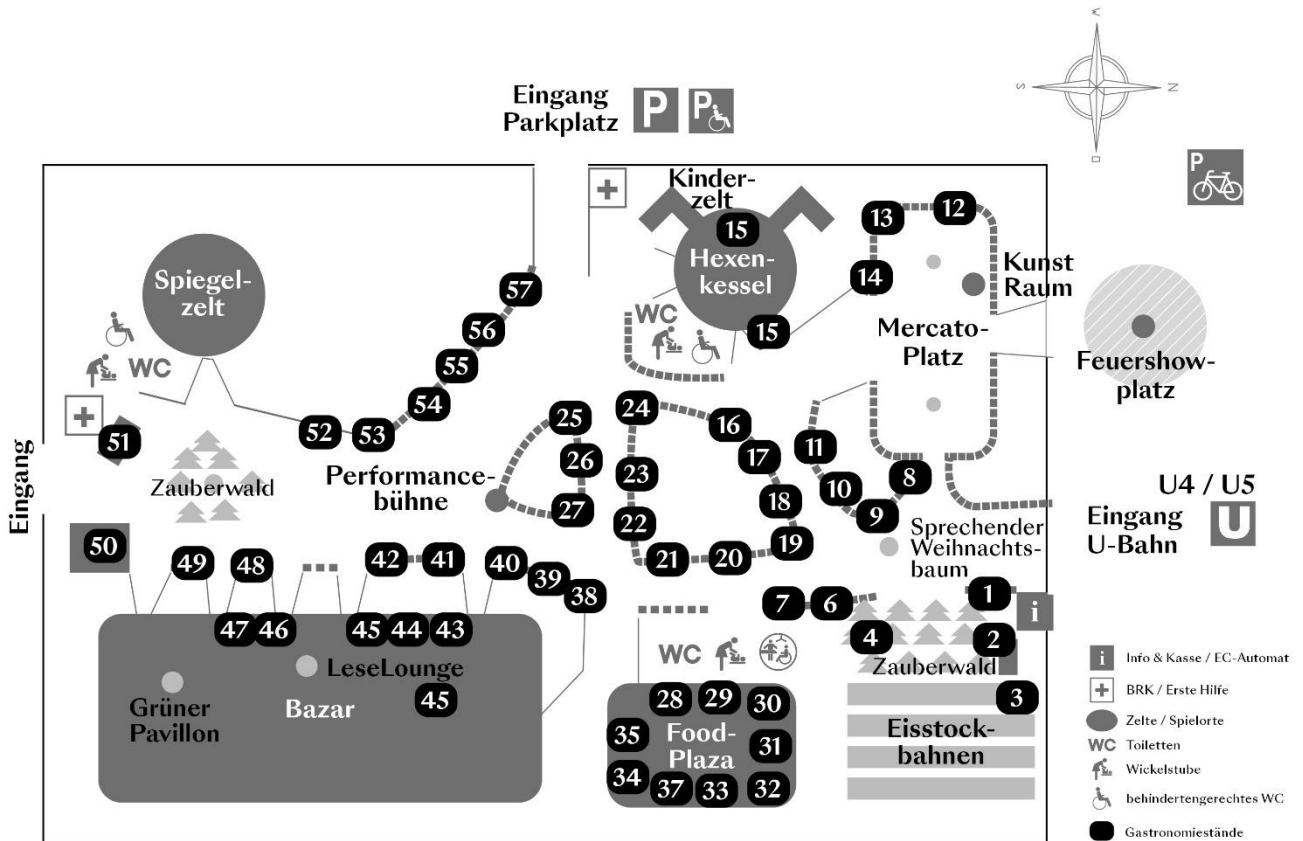 W
S
N
O
Eingang
Parkplatz
P
P
P
Kinder-
zelt
15
Hexen-
kessel
13
12
14
Kunst
Raum
Spiegel-
zelt
57
56
55
54
53
52
WC
15
WC
Mercato-
Platz
Feuershow-
platz
51
Eingang
Zauberwald
Performance-
bühne
25
26
27
24
23
22
21
20
19
18
17
16
11
10
9
8
Sprechender
Weihnachts-
baum
U4 / U5
Eingang
U-Bahn
U
50
49
48
42
41
40
39
38
7
6
1
i
4
2
Zauberwald
3
47
46
45
44
43
LeseLounge
45
Grüner
Pavillon
Bazar
WC
28
29
30
35
Food-
Plaza
31
34
37
33
32
Eisstock-
bahnen
i Info & Kasse / EC-Automat
BRK / Erste Hilfe
Zelte / Spielorte
WC Toiletten
Wickelstube
behindertengerechtes WC
Gastronomiestände